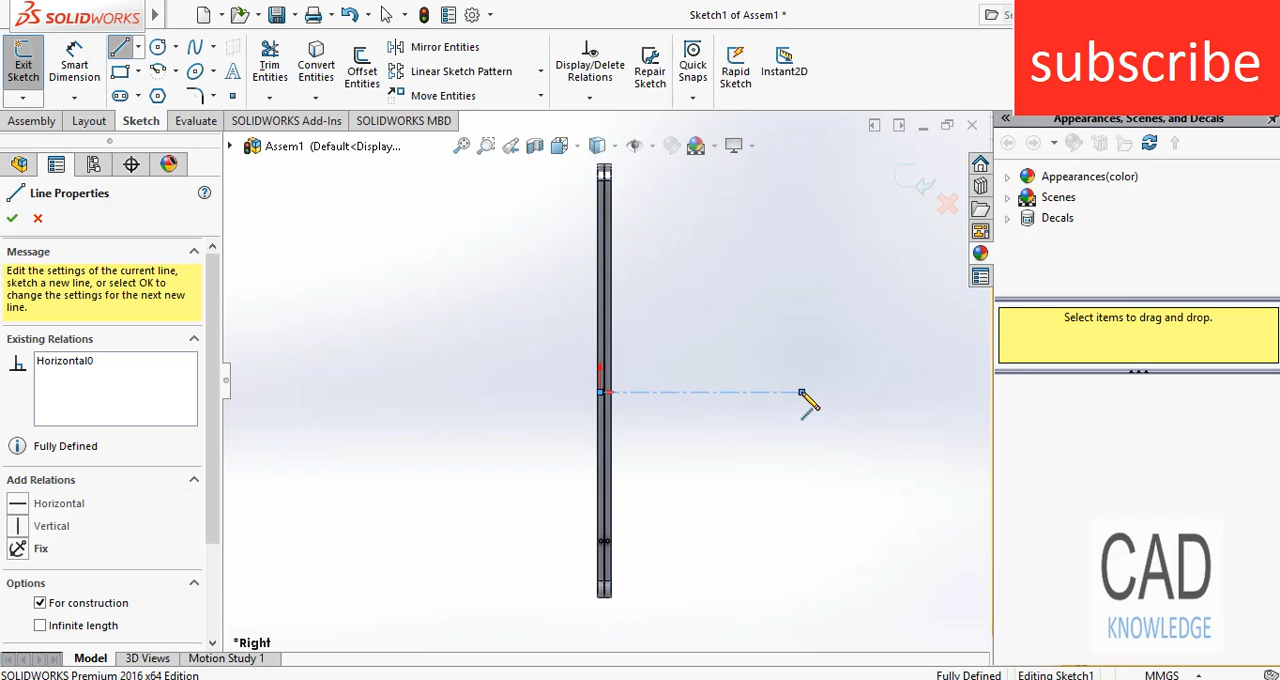 SOLIDWORKS
Sketch1 of Assem1 *
Se
subscribe
Exit Sketch
Smart Dimension
Trim Entities
Convert Entities
Offset Entities
Mirror Entities
Linear Sketch Pattern
Move Entities
Display/Delete Relations
Repair Sketch
Quick Snaps
Rapid Sketch
Instant2D
Assembly
Layout
Sketch
Evaluate
SOLIDWORKS Add-Ins
SOLIDWORKS MBD
Appearances, Scenes, and Decals
Assem1 (Default<Display...
Line Properties
Message
Edit the settings of the current line,
sketch a new line, or select OK to
change the settings for the next new
line.
Existing Relations
Horizontal0
Fully Defined
Add Relations
Horizontal
Vertical
Fix
Options
For construction
Infinite length
Appearances(color)
Scenes
Decals
Select items to drag and drop.
CAD
KNOWLEDGE
*Right
Model
3D Views
Motion Study 1
SOLIDWORKS Premium 2016 x64 Edition
Fully Defined
Editing Sketch1
MMGS